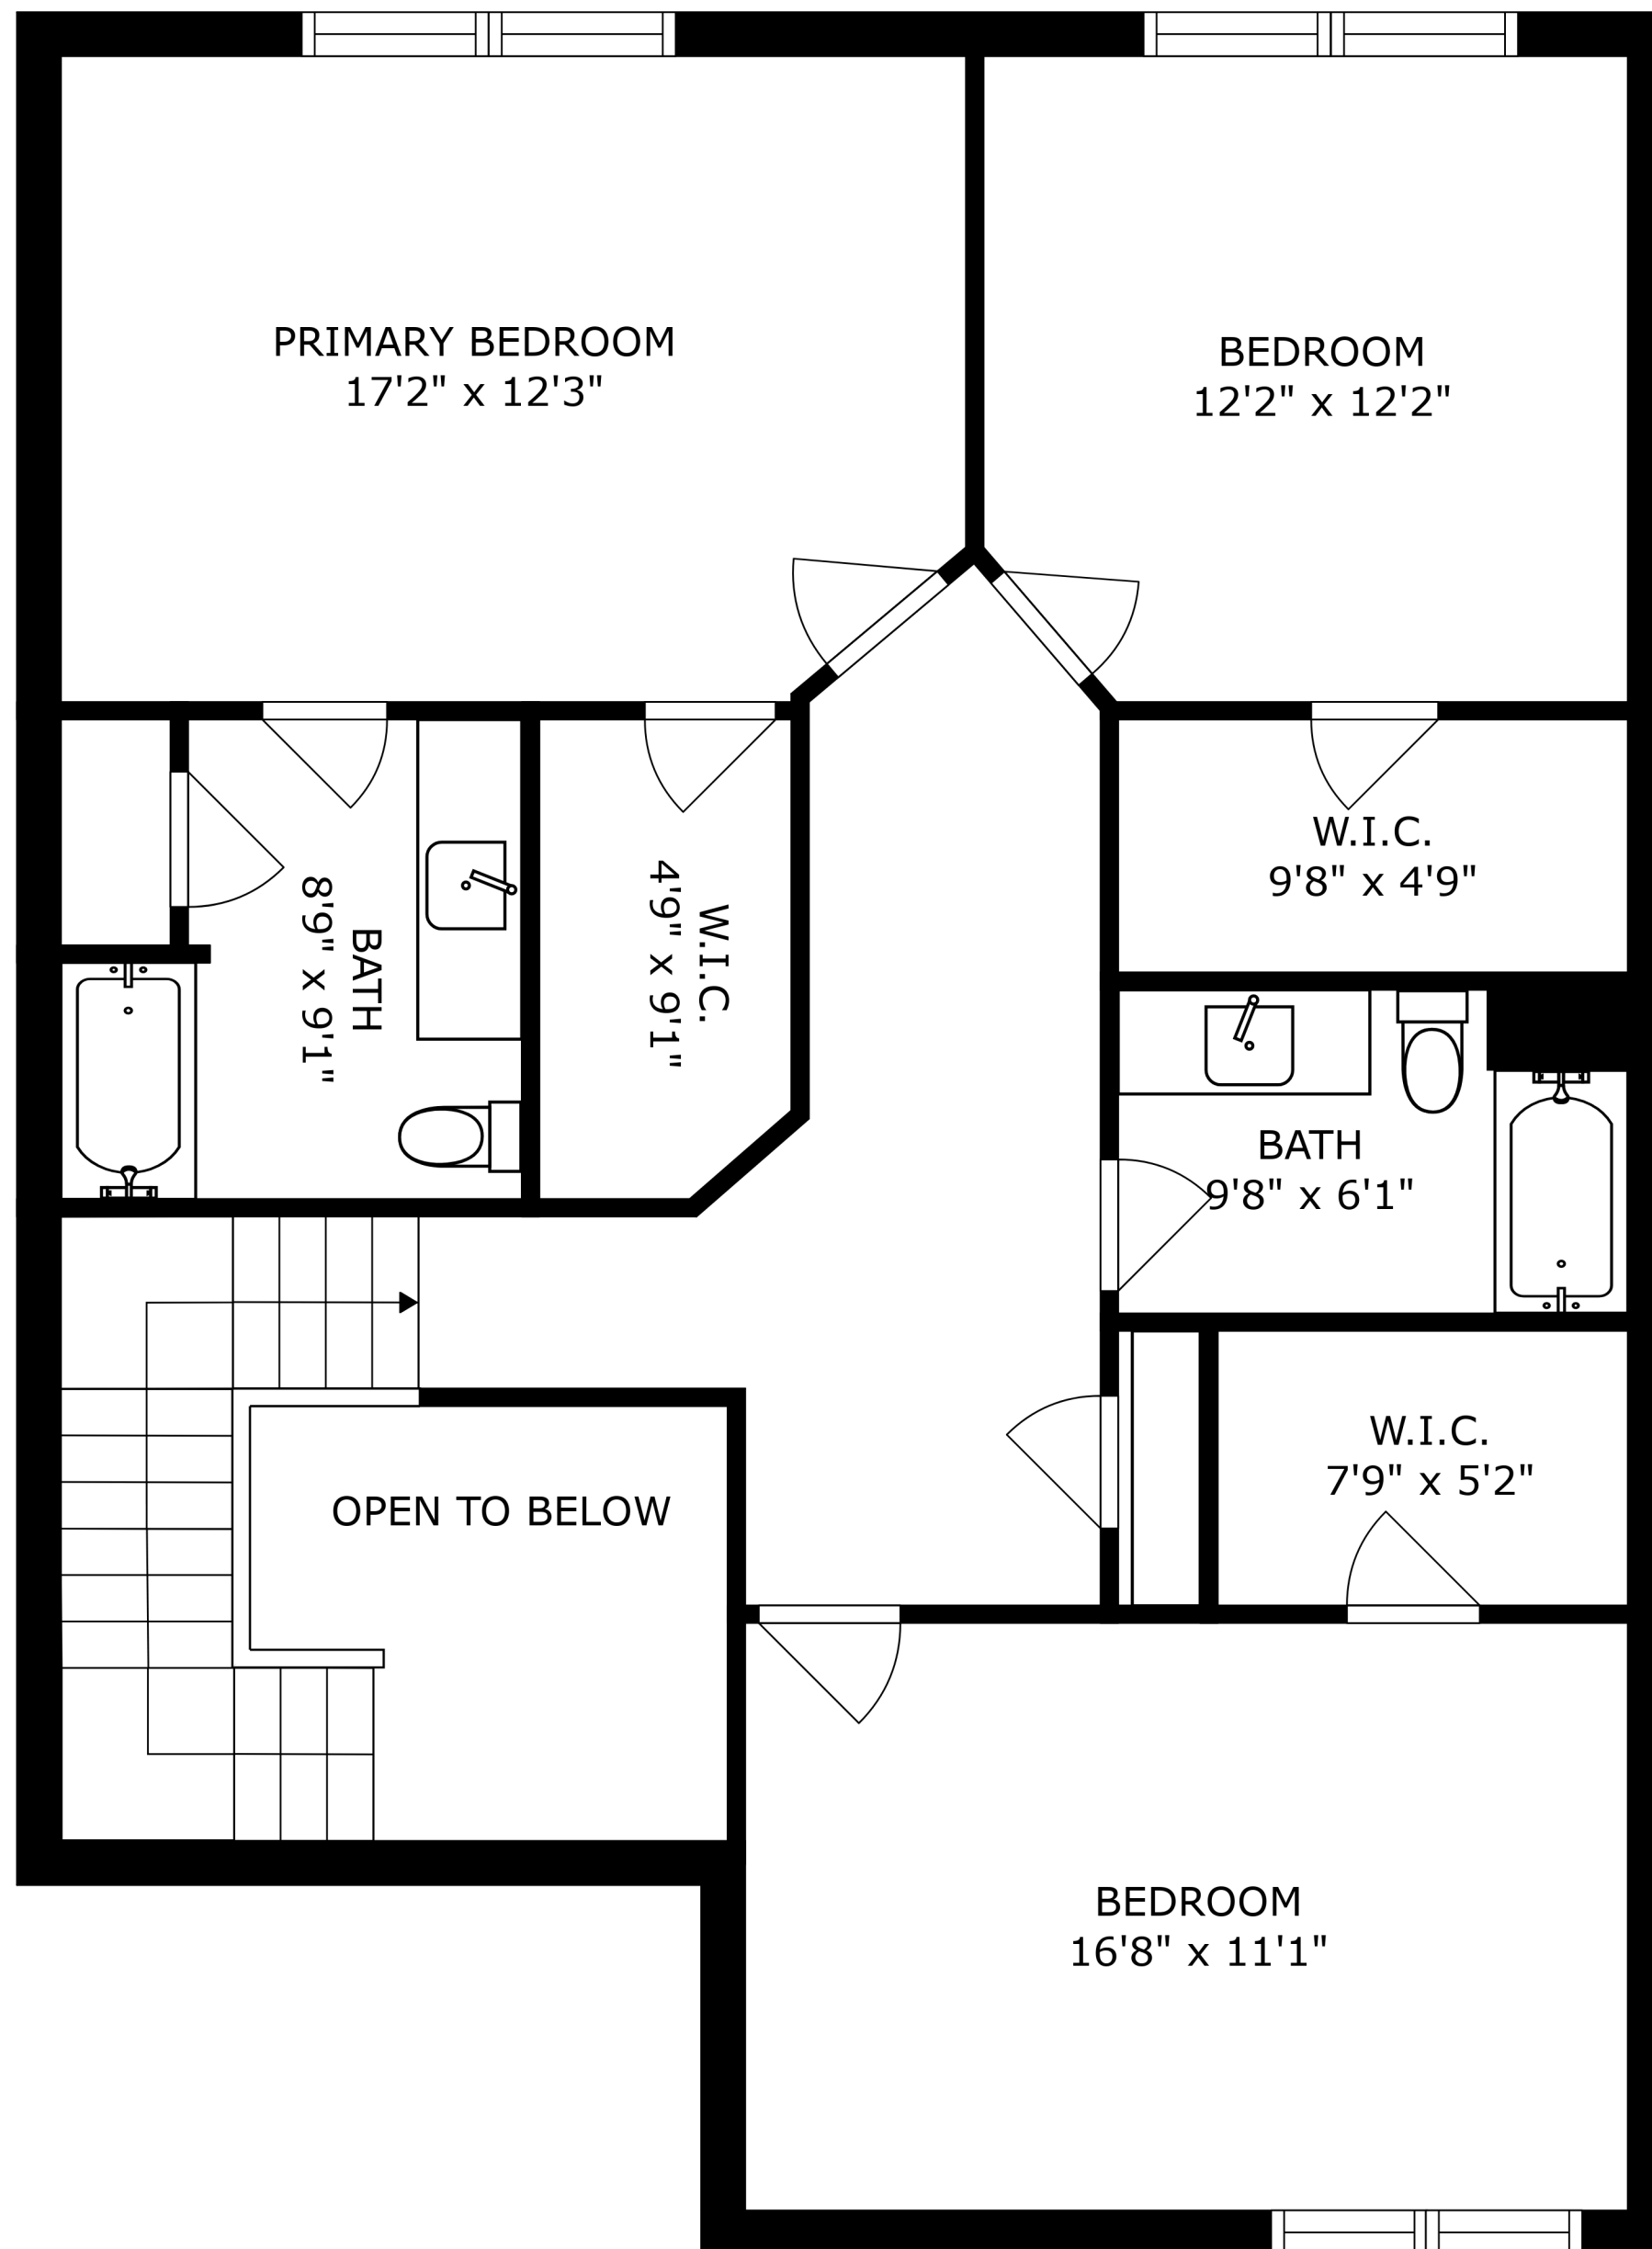 PRIMARY BEDROOM
17'2" x 12'3"
BEDROOM
12'2" x 12'2"
BATH
8'9" x 9'1"
W.I.C.
4'9" x 9'1"
W.I.C.
9'8" x 4'9"
BATH
9'8" x 6'1"
W.I.C.
7'9" x 5'2"
OPEN TO BELOW
BEDROOM
16'8" x 11'1"